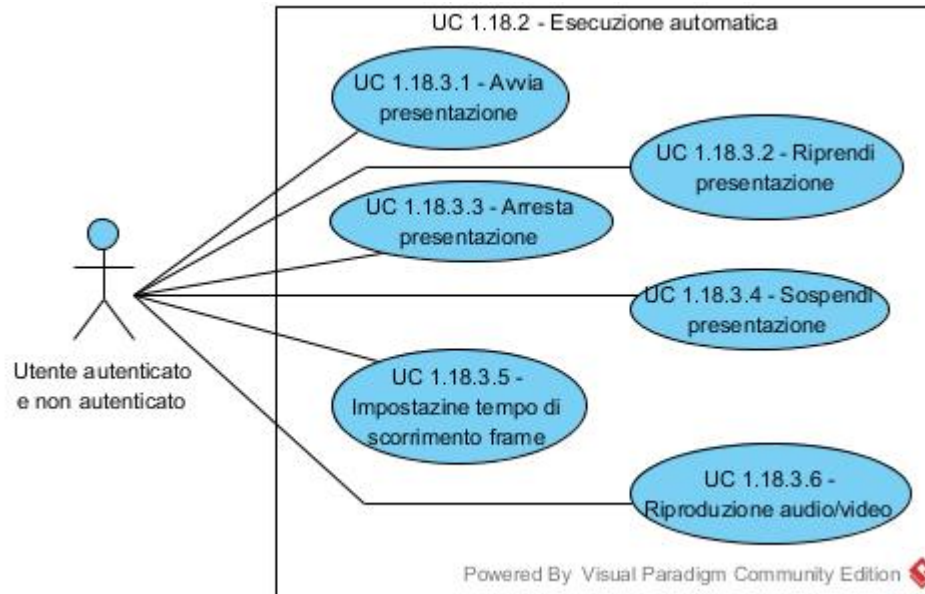 UC 1.18.2 - Esecuzione automatica
UC 1.18.3.1 - Avvia
presentazione
UC 1.18.3.2 - Riprendi
presentazione
UC 1.18.3.3 - Arresta
presentazione
UC 1.18.3.4 - Sospendi
presentazione
Utente autenticato
e non autenticato
UC 1.18.3.5 -
Impostazine tempo di
scorrimento frame
UC 1.18.3.6 -
Riproduzione audio/video
Powered By Visual Paradigm Community Edition